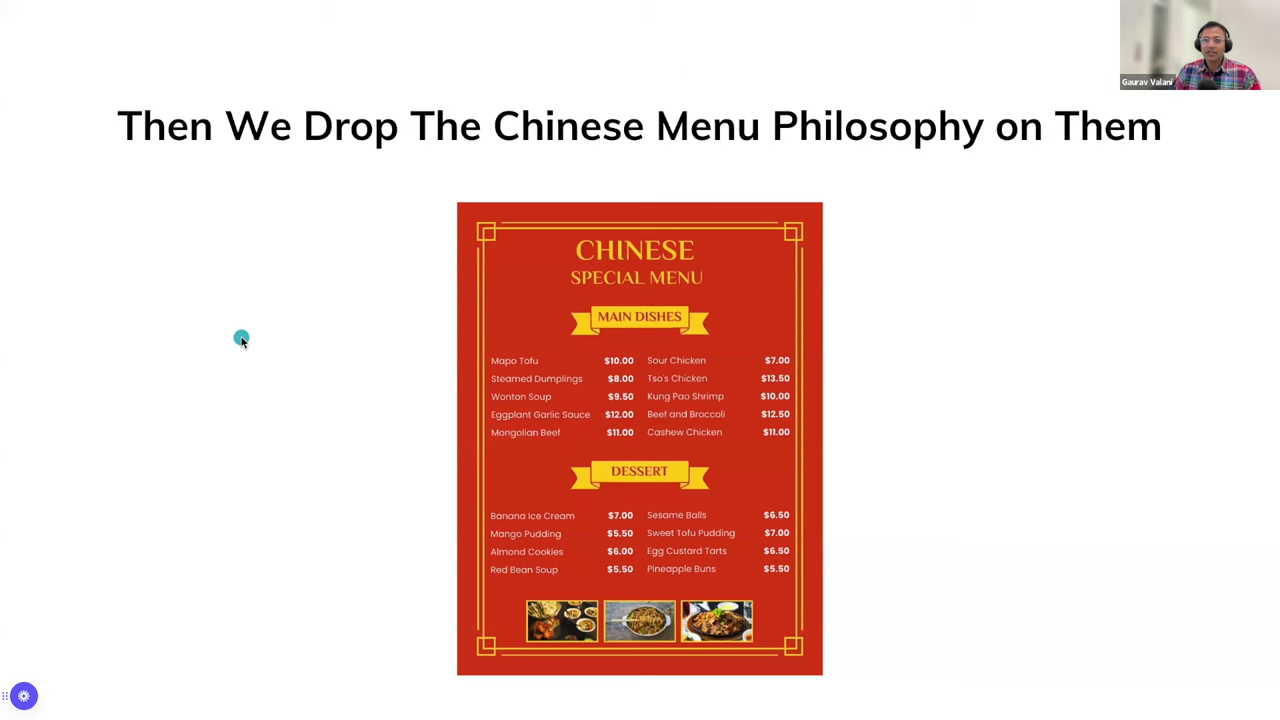 Gaurav Valani
Then We Drop The Chinese Menu Philosophy on Them
CHINESE
SPECIAL MENU
MAIN DISHES
Mapo Tofu $10.00 Sour Chicken $7.00
Steamed Dumplings $8.00 Tso's Chicken $13.50
Wonton Soup $9.50 Kung Pao Shrimp $10.00
Eggplant Garlic Sauce $12.00 Beef and Broccoli $12.50
Mongolian Beef $11.00 Cashew Chicken $11.00
DESSERT
Banana Ice Cream $7.00 Sesame Balls $6.50
Mango Pudding $5.50 Sweet Tofu Pudding $7.00
Almond Cookies $6.00 Egg Custard Tarts $6.50
Red Bean Soup $5.50 Pineapple Buns $5.50